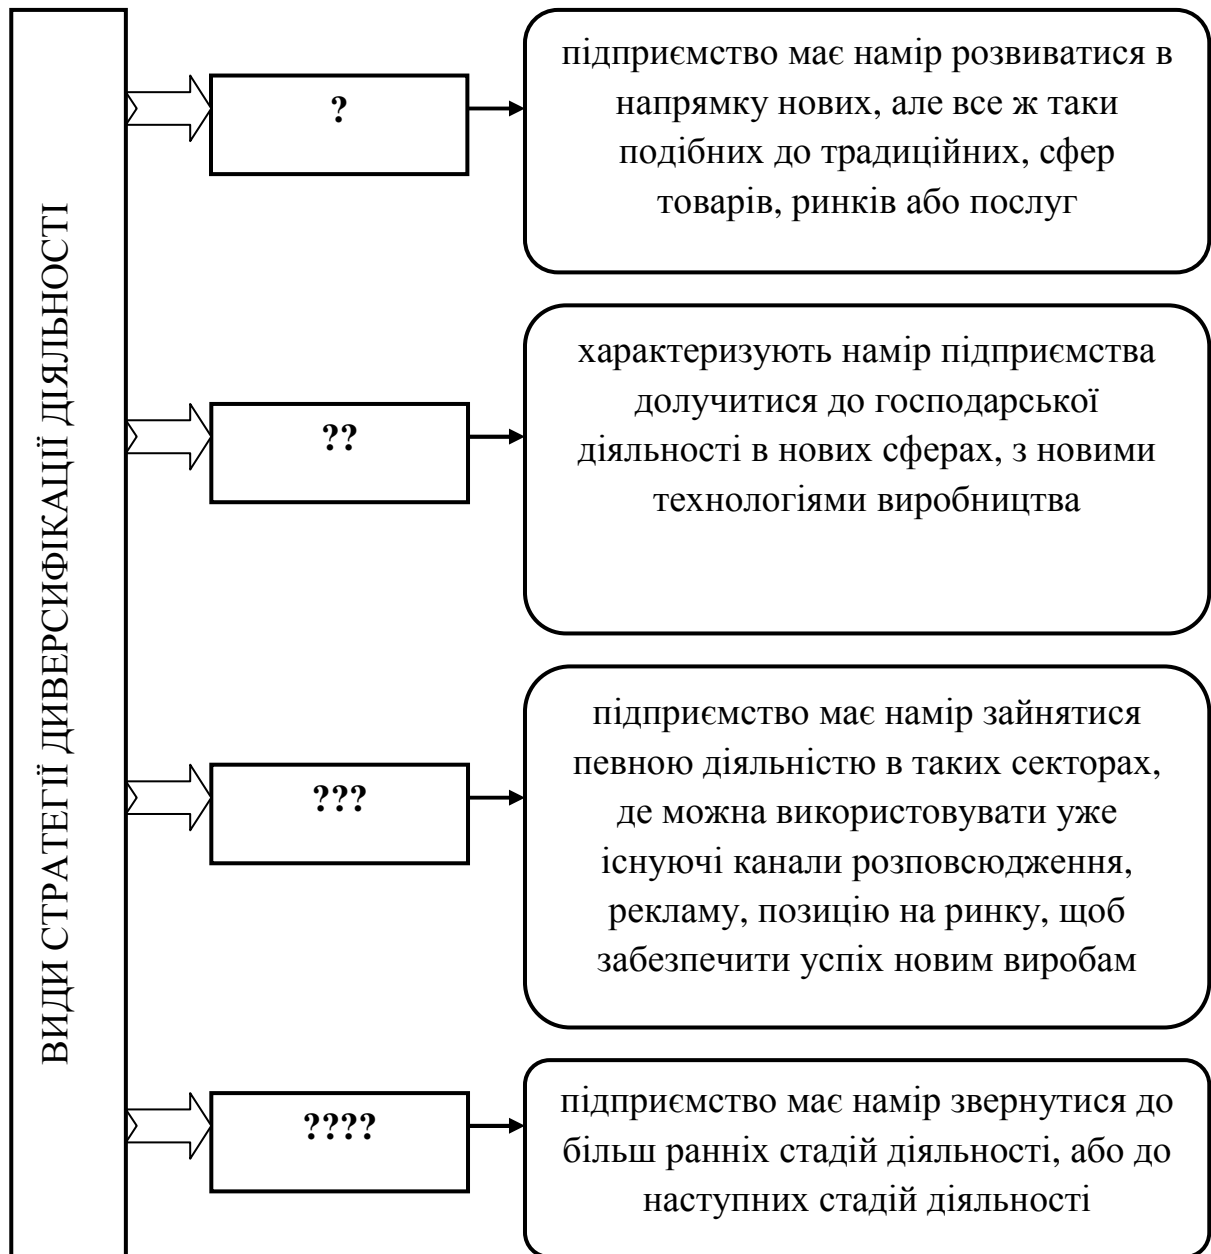 ВИДИ СТРАТЕГІЇ ДИВЕРСИФІКАЦІЇ ДІЯЛЬНОСТІ
?
підприємство має намір розвиватися в
напрямку нових, але все ж таки
подібних до традиційних, сфер
товарів, ринків або послуг
??
характеризують намір підприємства
долучитися до господарської
діяльності в нових сферах, з новими
технологіями виробництва
???
підприємство має намір зайнятися
певною діяльністю в таких секторах,
де можна використовувати уже
існуючі канали розповсюдження,
рекламу, позицію на ринку, щоб
забезпечити успіх новим виробам
????
підприємство має намір звернутися до
більш ранніх стадій діяльності, або до
наступних стадій діяльності